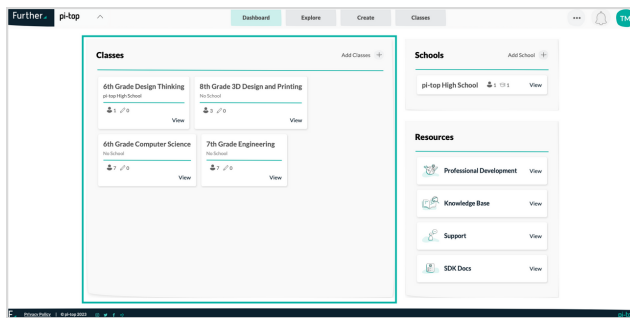 Further pi-top Dashboard Explore Create Classes TM
Classes Add Classes +
6th Grade Design Thinking
pi-top High School
1 0
View
8th Grade 3D Design and Printing
No School
3 0
View
6th Grade Computer Science
No School
7 0
View
7th Grade Engineering
No School
7 0
View
Schools Add School +
pi-top High School 1 1 View
Resources
Professional Development View
Knowledge Base View
Support View
SDK Docs View
F. Privacy Policy | © pi-top 2023